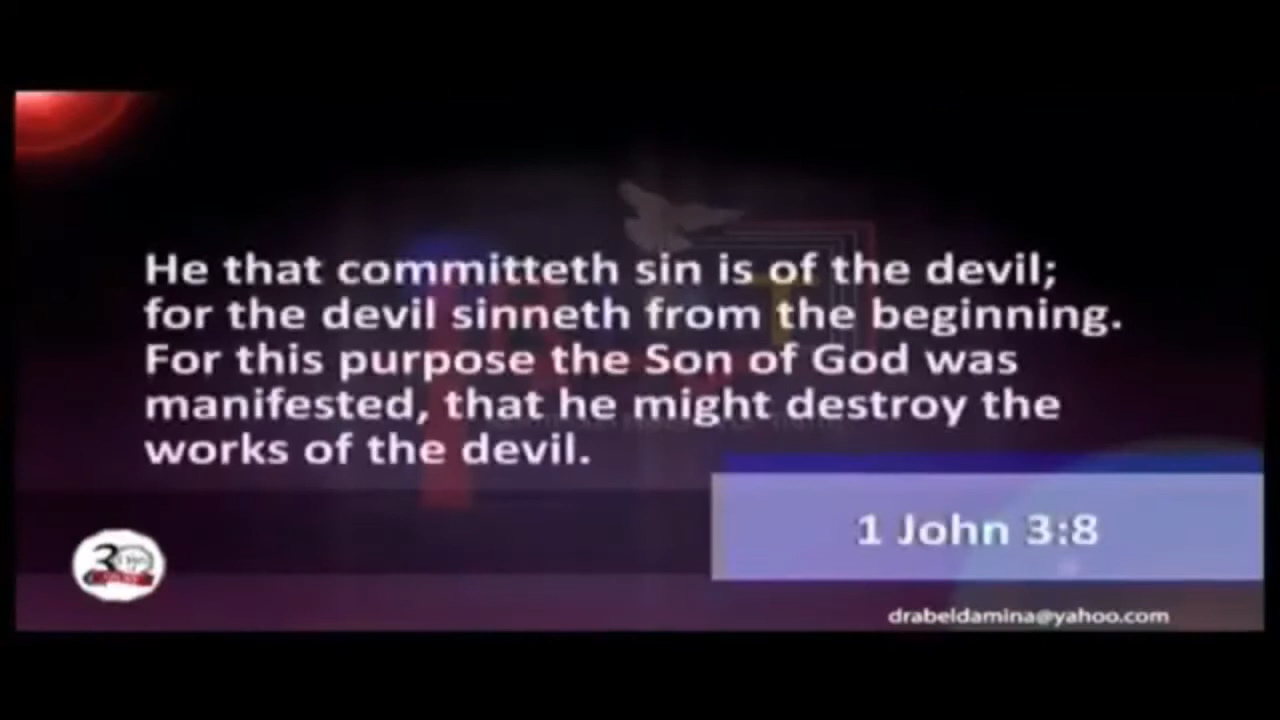 He that committeth sin is of the devil;
for the devil sinneth from the beginning.
For this purpose the Son of God was
manifested, that he might destroy the
works of the devil.
1 John 3:8
3
drabeldamina@yahoo.com